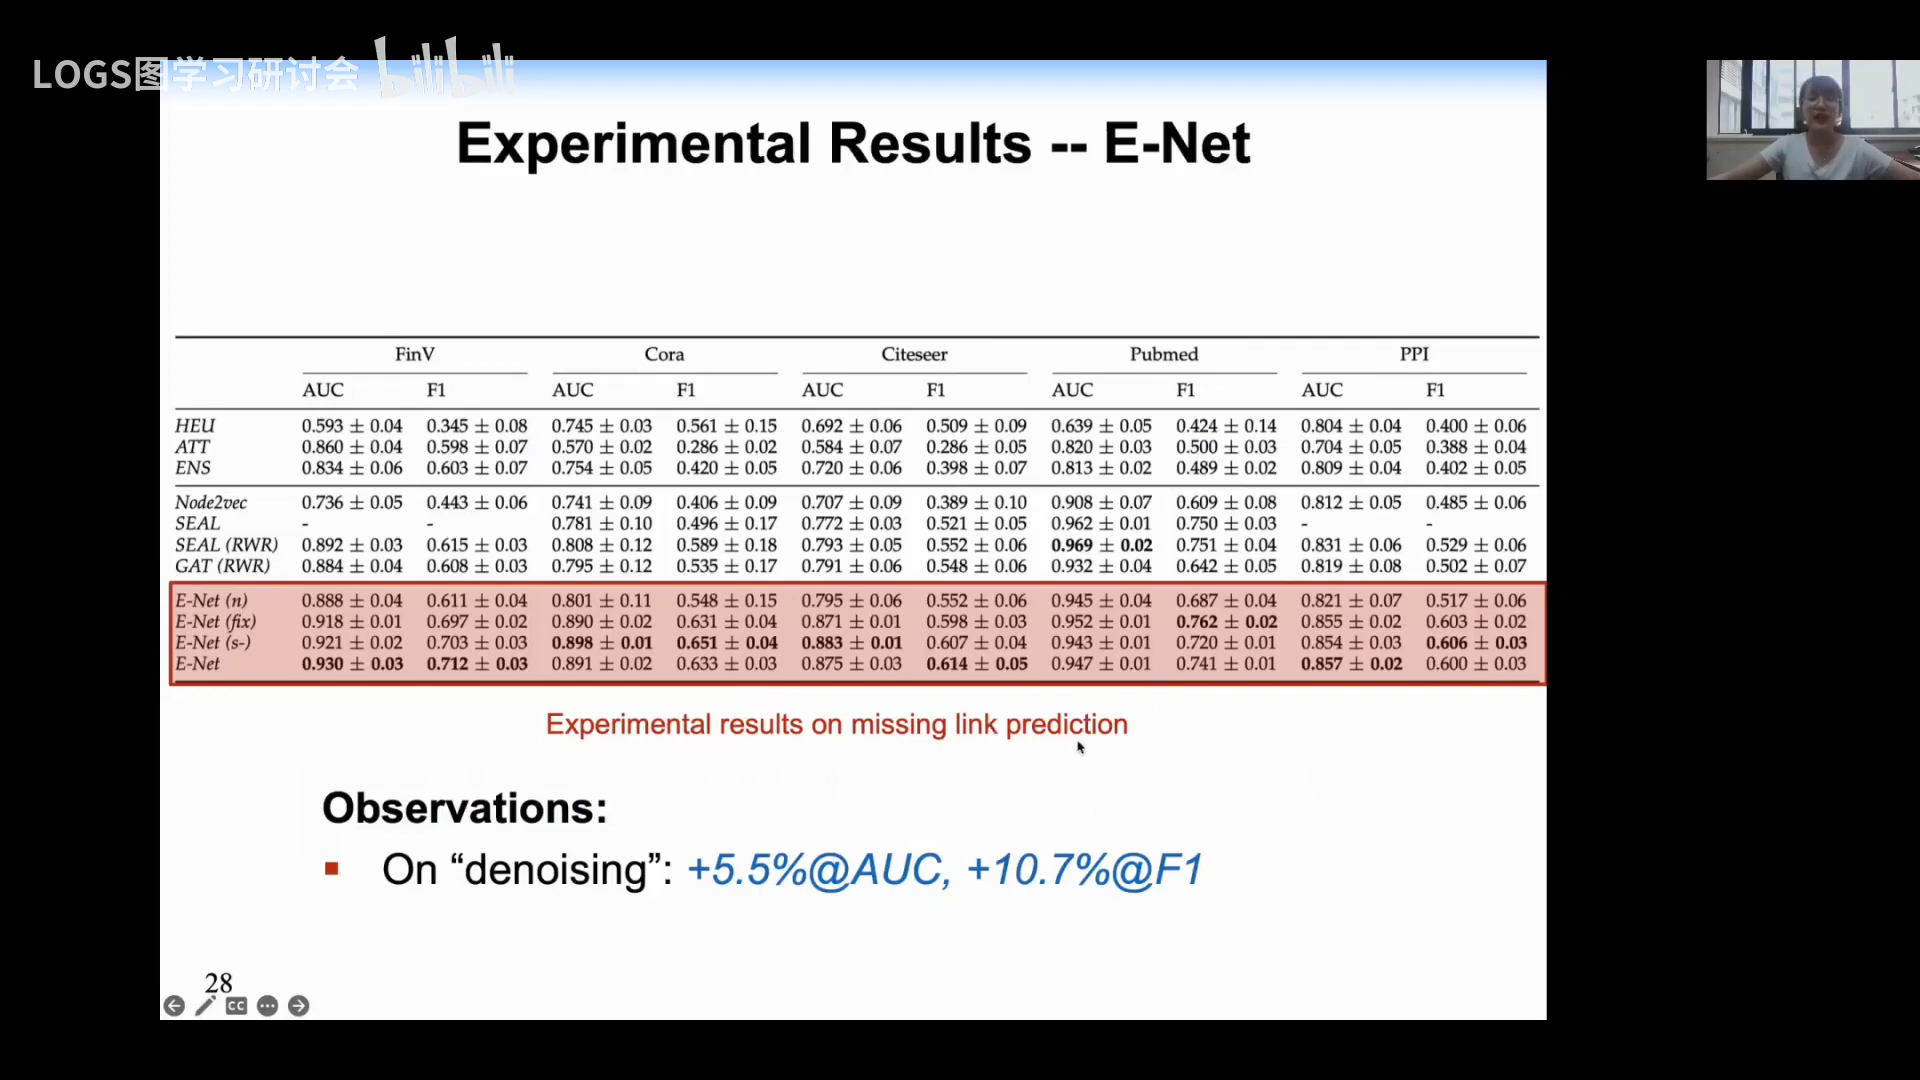 LOGS图学习研讨会 bilibili
Experimental Results -- E-Net
FinV Cora Citeseer Pubmed PPI
AUC F1 AUC F1 AUC F1 AUC F1 AUC F1
HEU 0.593 ± 0.04 0.345 ± 0.08 0.745 ± 0.03 0.561 ± 0.15 0.692 ± 0.06 0.509 ± 0.09 0.639 ± 0.05 0.424 ± 0.14 0.804 ± 0.04 0.400 ± 0.06
ATT 0.860 ± 0.04 0.598 ± 0.07 0.570 ± 0.02 0.286 ± 0.02 0.584 ± 0.07 0.286 ± 0.05 0.820 ± 0.03 0.500 ± 0.03 0.704 ± 0.05 0.388 ± 0.04
ENS 0.834 ± 0.06 0.603 ± 0.07 0.754 ± 0.05 0.420 ± 0.05 0.720 ± 0.06 0.398 ± 0.07 0.813 ± 0.02 0.489 ± 0.02 0.809 ± 0.04 0.402 ± 0.05
Node2vec 0.736 ± 0.05 0.443 ± 0.06 0.741 ± 0.09 0.406 ± 0.09 0.707 ± 0.09 0.389 ± 0.10 0.908 ± 0.07 0.609 ± 0.08 0.812 ± 0.05 0.485 ± 0.06
SEAL - - 0.781 ± 0.10 0.496 ± 0.17 0.772 ± 0.03 0.521 ± 0.05 0.962 ± 0.01 0.750 ± 0.03 - -
SEAL (RWR) 0.892 ± 0.03 0.615 ± 0.03 0.808 ± 0.12 0.589 ± 0.18 0.793 ± 0.05 0.552 ± 0.06 0.969 ± 0.02 0.751 ± 0.04 0.831 ± 0.06 0.529 ± 0.06
GAT (RWR) 0.884 ± 0.04 0.608 ± 0.03 0.795 ± 0.12 0.535 ± 0.17 0.791 ± 0.06 0.548 ± 0.06 0.932 ± 0.04 0.642 ± 0.05 0.819 ± 0.08 0.502 ± 0.07
E-Net (n) 0.888 ± 0.04 0.611 ± 0.04 0.801 ± 0.11 0.548 ± 0.15 0.795 ± 0.06 0.552 ± 0.06 0.945 ± 0.04 0.687 ± 0.04 0.821 ± 0.07 0.517 ± 0.06
E-Net (fix) 0.918 ± 0.01 0.697 ± 0.02 0.890 ± 0.02 0.631 ± 0.04 0.871 ± 0.01 0.598 ± 0.03 0.952 ± 0.01 0.762 ± 0.02 0.855 ± 0.02 0.603 ± 0.02
E-Net (s-) 0.921 ± 0.02 0.703 ± 0.03 0.898 ± 0.01 0.651 ± 0.04 0.883 ± 0.01 0.607 ± 0.04 0.943 ± 0.01 0.720 ± 0.01 0.854 ± 0.03 0.606 ± 0.03
E-Net 0.930 ± 0.03 0.712 ± 0.03 0.891 ± 0.02 0.633 ± 0.03 0.875 ± 0.03 0.614 ± 0.05 0.947 ± 0.01 0.741 ± 0.01 0.857 ± 0.02 0.600 ± 0.03
Experimental results on missing link prediction
Observations:
▪ On “denoising”: +5.5%@AUC, +10.7%@F1
28
CC